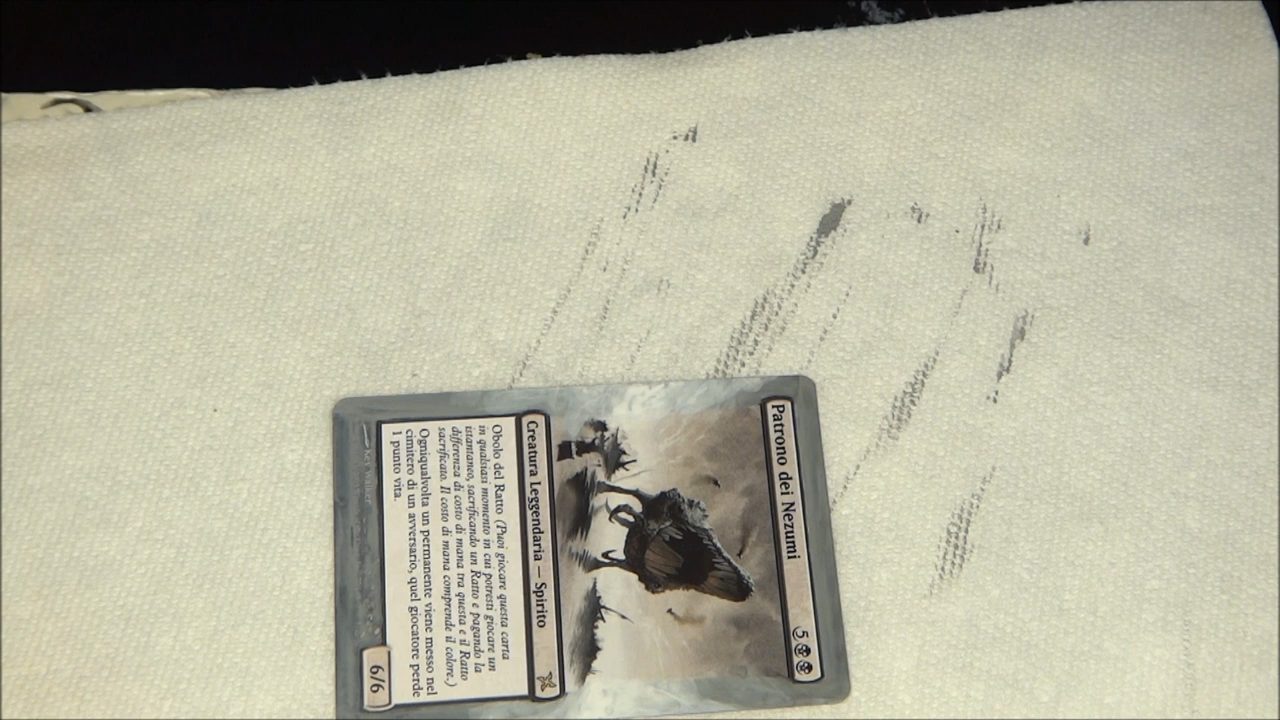 Patrono dei Nezumi 5
Creatura Leggendaria — Spirito
Obolo del Ratto (Puoi giocare questa carta
in qualsiasi momento in cui potresti giocare un
istantaneo, sacrificando un Ratto e pagando la
differenza di costo di mana tra questa e il Ratto
sacrificato. Il costo di mana comprende il colore.)
Ogniqualvolta un permanente viene messo nel
cimitero di un avversario, quel giocatore perde
1 punto vita.
6/6